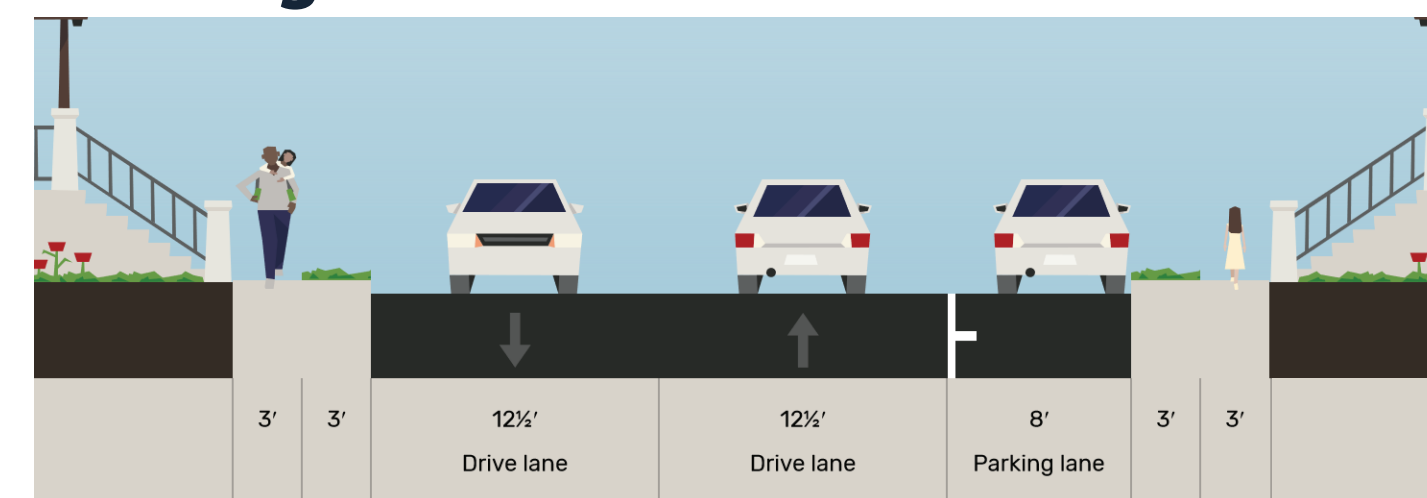 3′ 3′ 12½′ 12½′ 8′ 3′ 3′
Drive lane Drive lane Parking lane